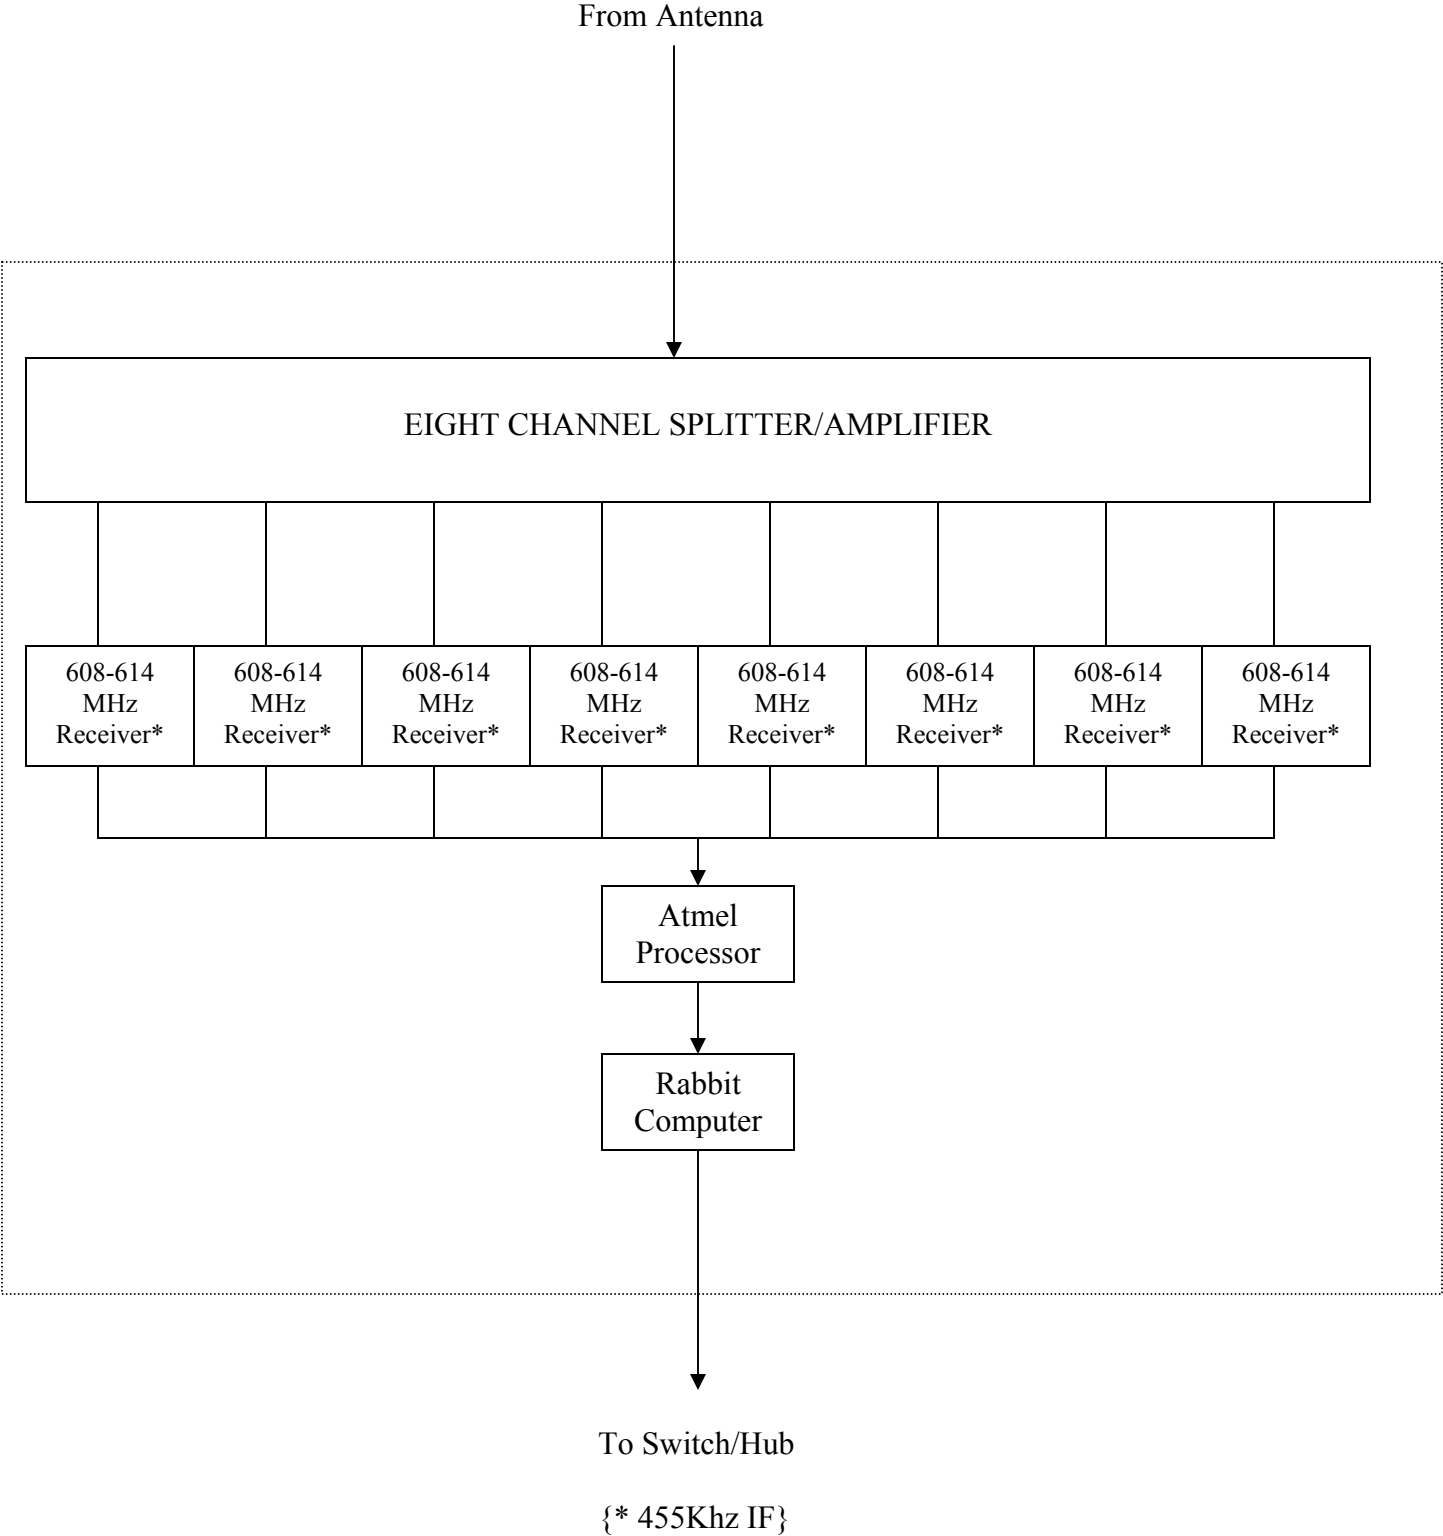 From Antenna
EIGHT CHANNEL SPLITTER/AMPLIFIER
608-614
MHz
Receiver*
608-614
MHz
Receiver*
608-614
MHz
Receiver*
608-614
MHz
Receiver*
608-614
MHz
Receiver*
608-614
MHz
Receiver*
608-614
MHz
Receiver*
608-614
MHz
Receiver*
Atmel
Processor
Rabbit
Computer
To Switch/Hub
{* 455Khz IF}